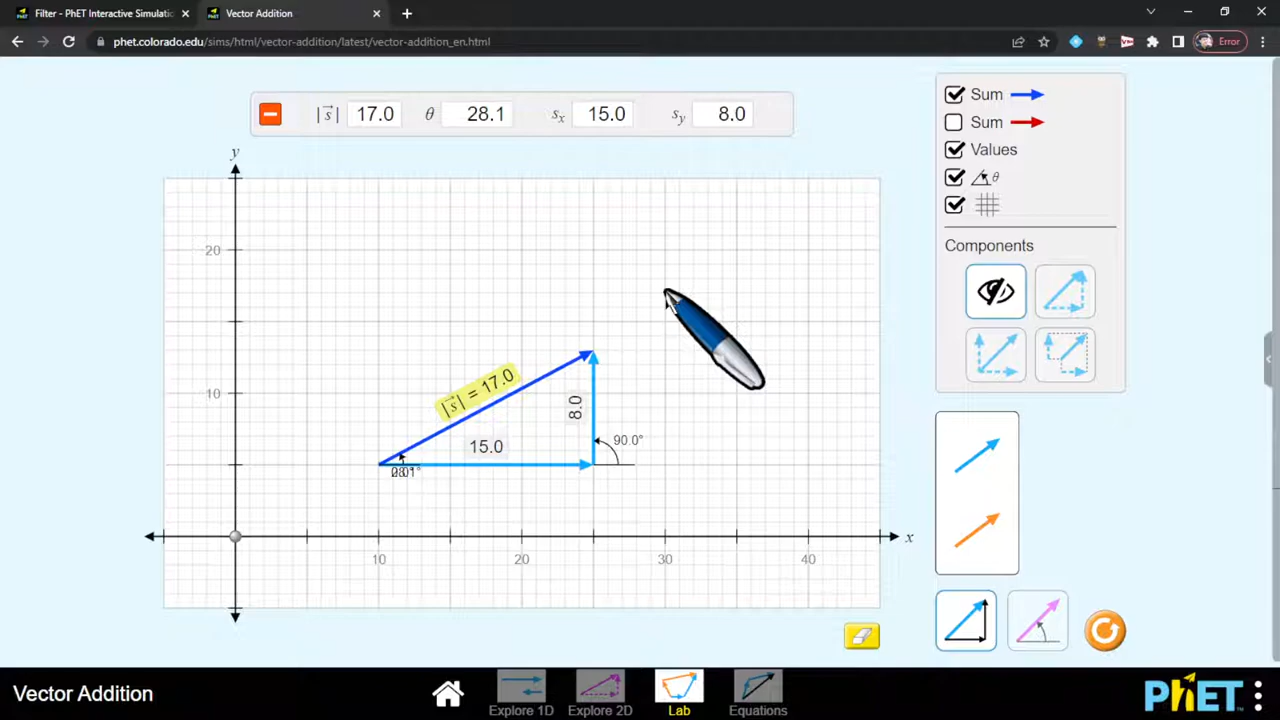 Filter - PhET Interactive Simulatio
Vector Addition
phet.colorado.edu/sims/html/vector-addition/latest/vector-addition_en.html
Error
|s⃗| 17.0 θ 28.1 sx 15.0 sy 8.0
Sum
Sum
Values
θ
Components
y
20
10
|s⃗| = 17.0
8.0
15.0
90.0°
x
10 20 30 40
Vector Addition
Explore 1D
Explore 2D
Lab
Equations
PhET